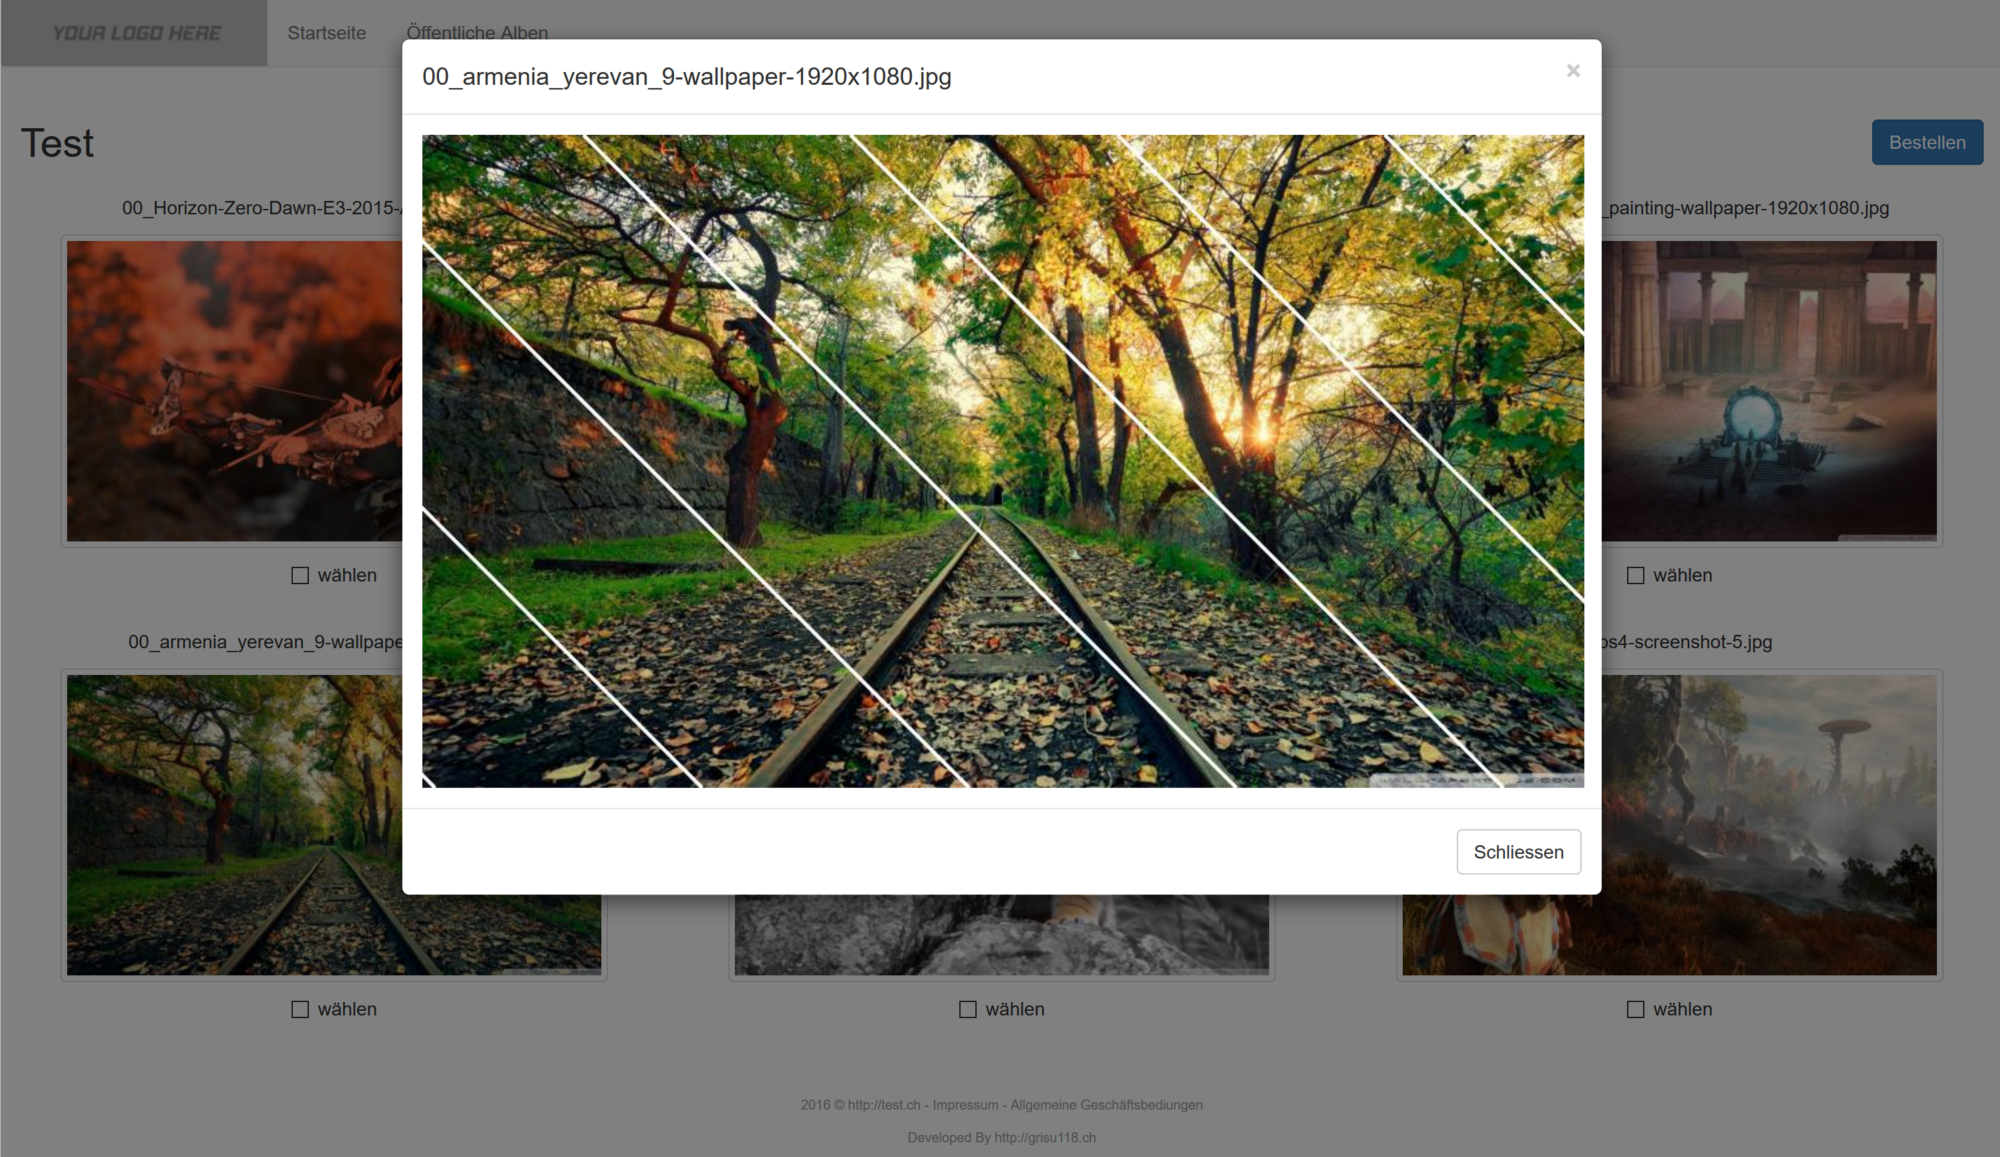 YOUR LOGO HERE
Startseite
Öffentliche Alben
00_armenia_yerevan_9-wallpaper-1920x1080.jpg
×
Test
Bestellen
00_Horizon-Zero-Dawn-E3-2015-
_painting-wallpaper-1920x1080.jpg
wählen
wählen
00_armenia_yerevan_9-wallpape
s4-screenshot-5.jpg
Schliessen
wählen
wählen
wählen
2016 © http://test.ch - Impressum - Allgemeine Geschäftsbediungen
Developed By http://grisu118.ch